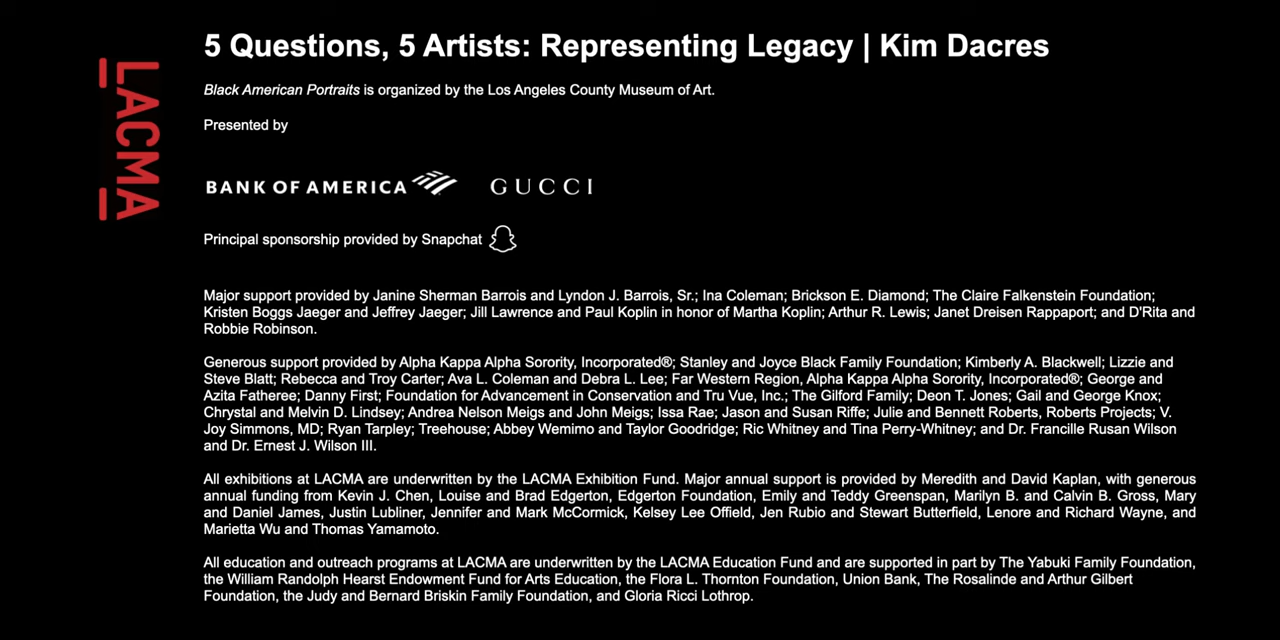 LACMA
5 Questions, 5 Artists: Representing Legacy | Kim Dacres
Black American Portraits is organized by the Los Angeles County Museum of Art.
Presented by
BANK OF AMERICA GUCCI
Principal sponsorship provided by Snapchat
Major support provided by Janine Sherman Barrois and Lyndon J. Barrois, Sr.; Ina Coleman; Brickson E. Diamond; The Claire Falkenstein Foundation;
Kristen Boggs Jaeger and Jeffrey Jaeger; Jill Lawrence and Paul Koplin in honor of Martha Koplin; Arthur R. Lewis; Janet Dreisen Rappaport; and D'Rita and
Robbie Robinson.
Generous support provided by Alpha Kappa Alpha Sorority, Incorporated®; Stanley and Joyce Black Family Foundation; Kimberly A. Blackwell; Lizzie and
Steve Blatt; Rebecca and Troy Carter; Ava L. Coleman and Debra L. Lee; Far Western Region, Alpha Kappa Alpha Sorority, Incorporated®; George and
Azita Fatheree; Danny First; Foundation for Advancement in Conservation and Tru Vue, Inc.; The Gilford Family; Deon T. Jones; Gail and George Knox;
Chrystal and Melvin D. Lindsey; Andrea Nelson Meigs and John Meigs; Issa Rae; Jason and Susan Riffe; Julie and Bennett Roberts, Roberts Projects; V.
Joy Simmons, MD; Ryan Tarpley; Treehouse; Abbey Wemimo and Taylor Goodridge; Ric Whitney and Tina Perry-Whitney; and Dr. Francille Rusan Wilson
and Dr. Ernest J. Wilson III.
All exhibitions at LACMA are underwritten by the LACMA Exhibition Fund. Major annual support is provided by Meredith and David Kaplan, with generous
annual funding from Kevin J. Chen, Louise and Brad Edgerton, Edgerton Foundation, Emily and Teddy Greenspan, Marilyn B. and Calvin B. Gross, Mary
and Daniel James, Justin Lubliner, Jennifer and Mark McCormick, Kelsey Lee Offield, Jen Rubio and Stewart Butterfield, Lenore and Richard Wayne, and
Marietta Wu and Thomas Yamamoto.
All education and outreach programs at LACMA are underwritten by the LACMA Education Fund and are supported in part by The Yabuki Family Foundation,
the William Randolph Hearst Endowment Fund for Arts Education, the Flora L. Thornton Foundation, Union Bank, The Rosalinde and Arthur Gilbert
Foundation, the Judy and Bernard Briskin Family Foundation, and Gloria Ricci Lothrop.